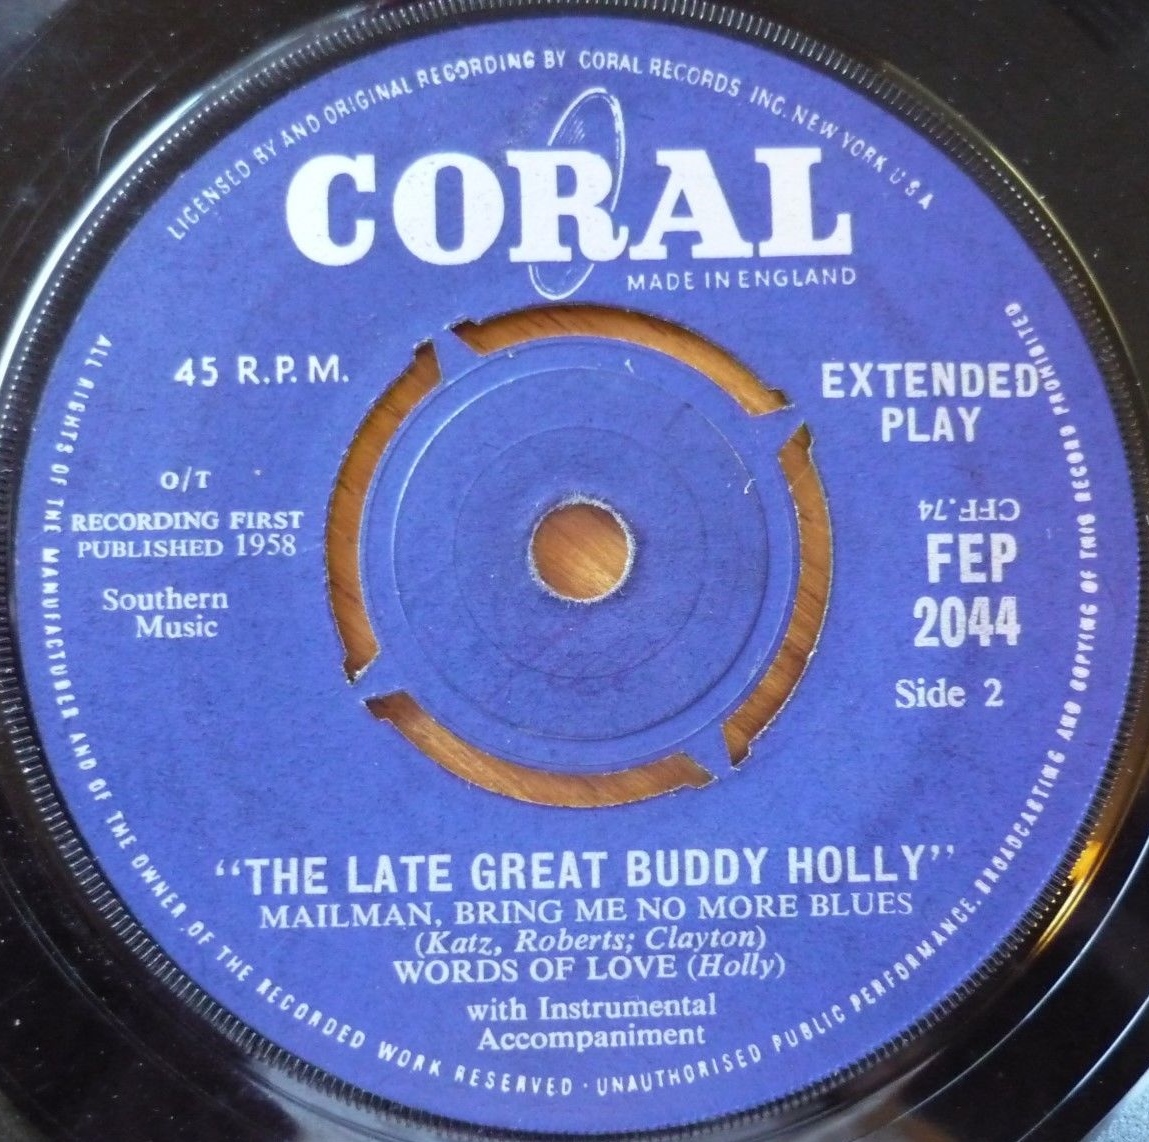 LICENSED BY AND ORIGINAL RECORDING BY CORAL RECORDS INC. NEW YORK U S A
CORAL
MADE IN ENGLAND
45 R.P.M.
EXTENDED
PLAY
O/T
RECORDING FIRST
PUBLISHED 1958
Southern
Music
CFF.74
FEP
2044
Side 2
“THE LATE GREAT BUDDY HOLLY”
MAILMAN, BRING ME NO MORE BLUES
(Katz, Roberts; Clayton)
WORDS OF LOVE (Holly)
with Instrumental
Accompaniment
ALL RIGHTS OF THE MANUFACTURER AND OF THE OWNER OF THE RECORDED WORK RESERVED · UNAUTHORISED PUBLIC PERFORMANCE, BROADCASTING AND COPYING OF THIS RECORD PROHIBITED